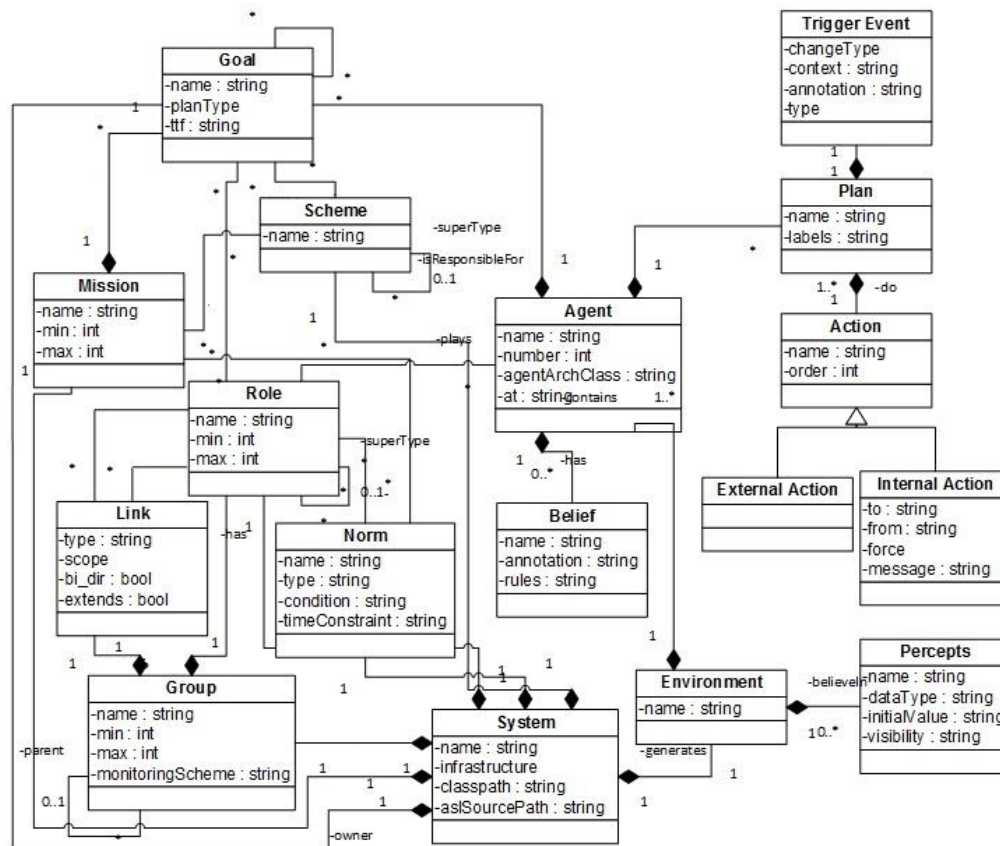 Goal
-name : string
-planType
-ttf : string
Trigger Event
-changeType
-context : string
-annotation : string
-type
Scheme
-name : string
-superType
-isResponsibleFor
0..1
Plan
-name : string
-labels : string
1..*
-do
Mission
-name : string
-min : int
-max : int
Agent
-name : string
-number : int
-agentArchClass : string
-at : string
-contains
1..*
-plays
Action
-name : string
-order : int
Role
-name : string
-min : int
-max : int
-superType
0..1
-has
0..*
External Action
Internal Action
-to : string
-from : string
-force
-message : string
Link
-type : string
-scope
-bi_dir : bool
-extends : bool
-has
Norm
-name : string
-type : string
-condition : string
-timeConstraint : string
Belief
-name : string
-annotation : string
-rules : string
Group
-name : string
-min : int
-max : int
-monitoringScheme : string
-parent
0..1
System
-name : string
-infrastructure
-classpath : string
-aslSourcePath : string
-owner
Environment
-name : string
-generates
-believeIn
0..*
Percepts
-name : string
-dataType : string
-initialValue : string
-visibility : string